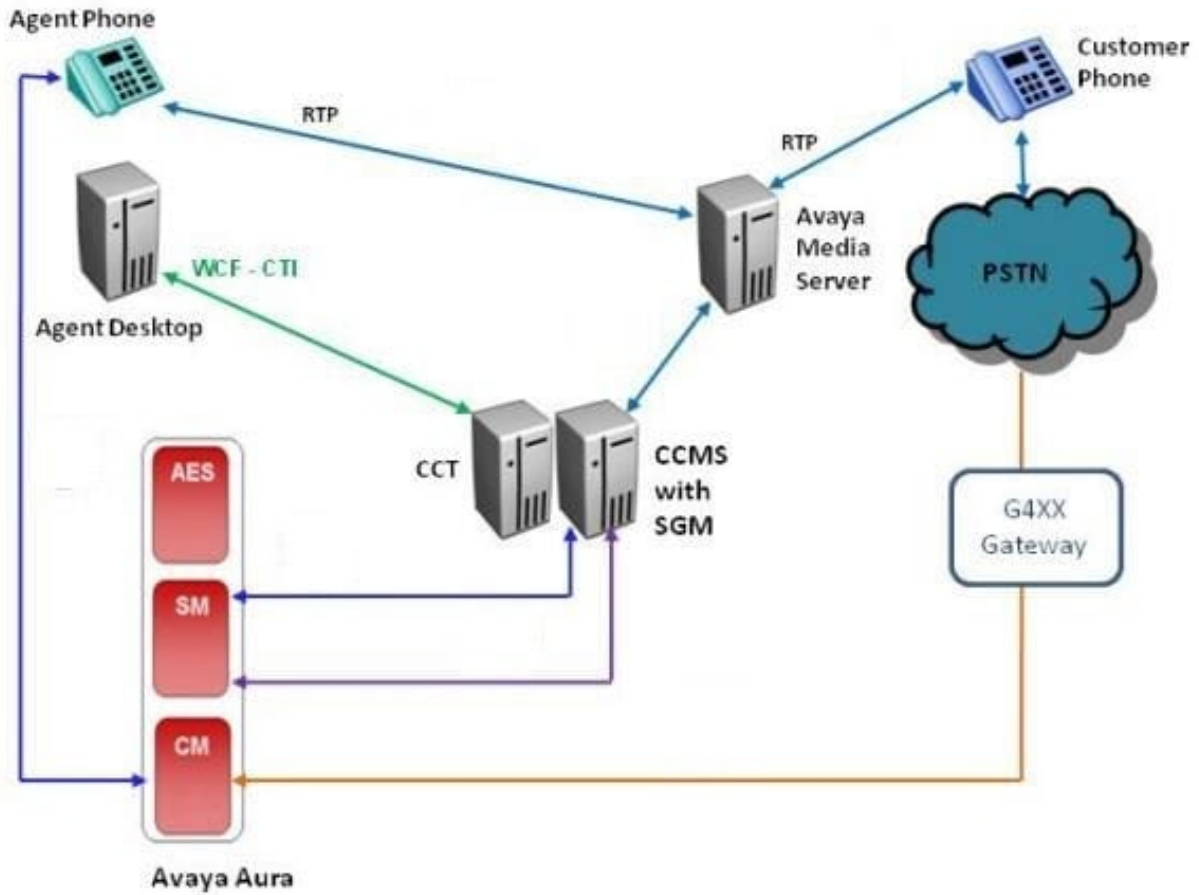 Agent Phone
Customer
Phone
RTP
RTP
Avaya
Media
Server
PSTN
WCF - CTI
Agent Desktop
CCT
CCMS
with
SGM
AES
G4XX
Gateway
SM
CM
Avaya Aura